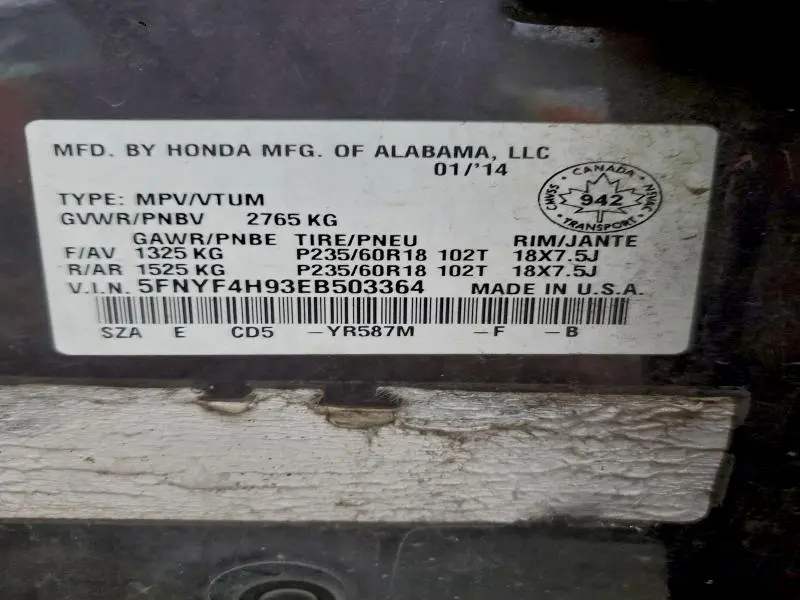 MFD. BY HONDA MFG. OF ALABAMA, LLC
01/'14
CANADA
CMVSS 942 NSVAC
TRANSPORT
TYPE: MPV/VTUM
GVWR/PNBV 2765 KG
GAWR/PNBE TIRE/PNEU RIM/JANTE
F/AV 1325 KG P235/60R18 102T 18X7.5J
R/AR 1525 KG P235/60R18 102T 18X7.5J
V.I.N. 5FNYF4H93EB503364 MADE IN U.S.A.
SZA E CD5 -YR587M -F -B